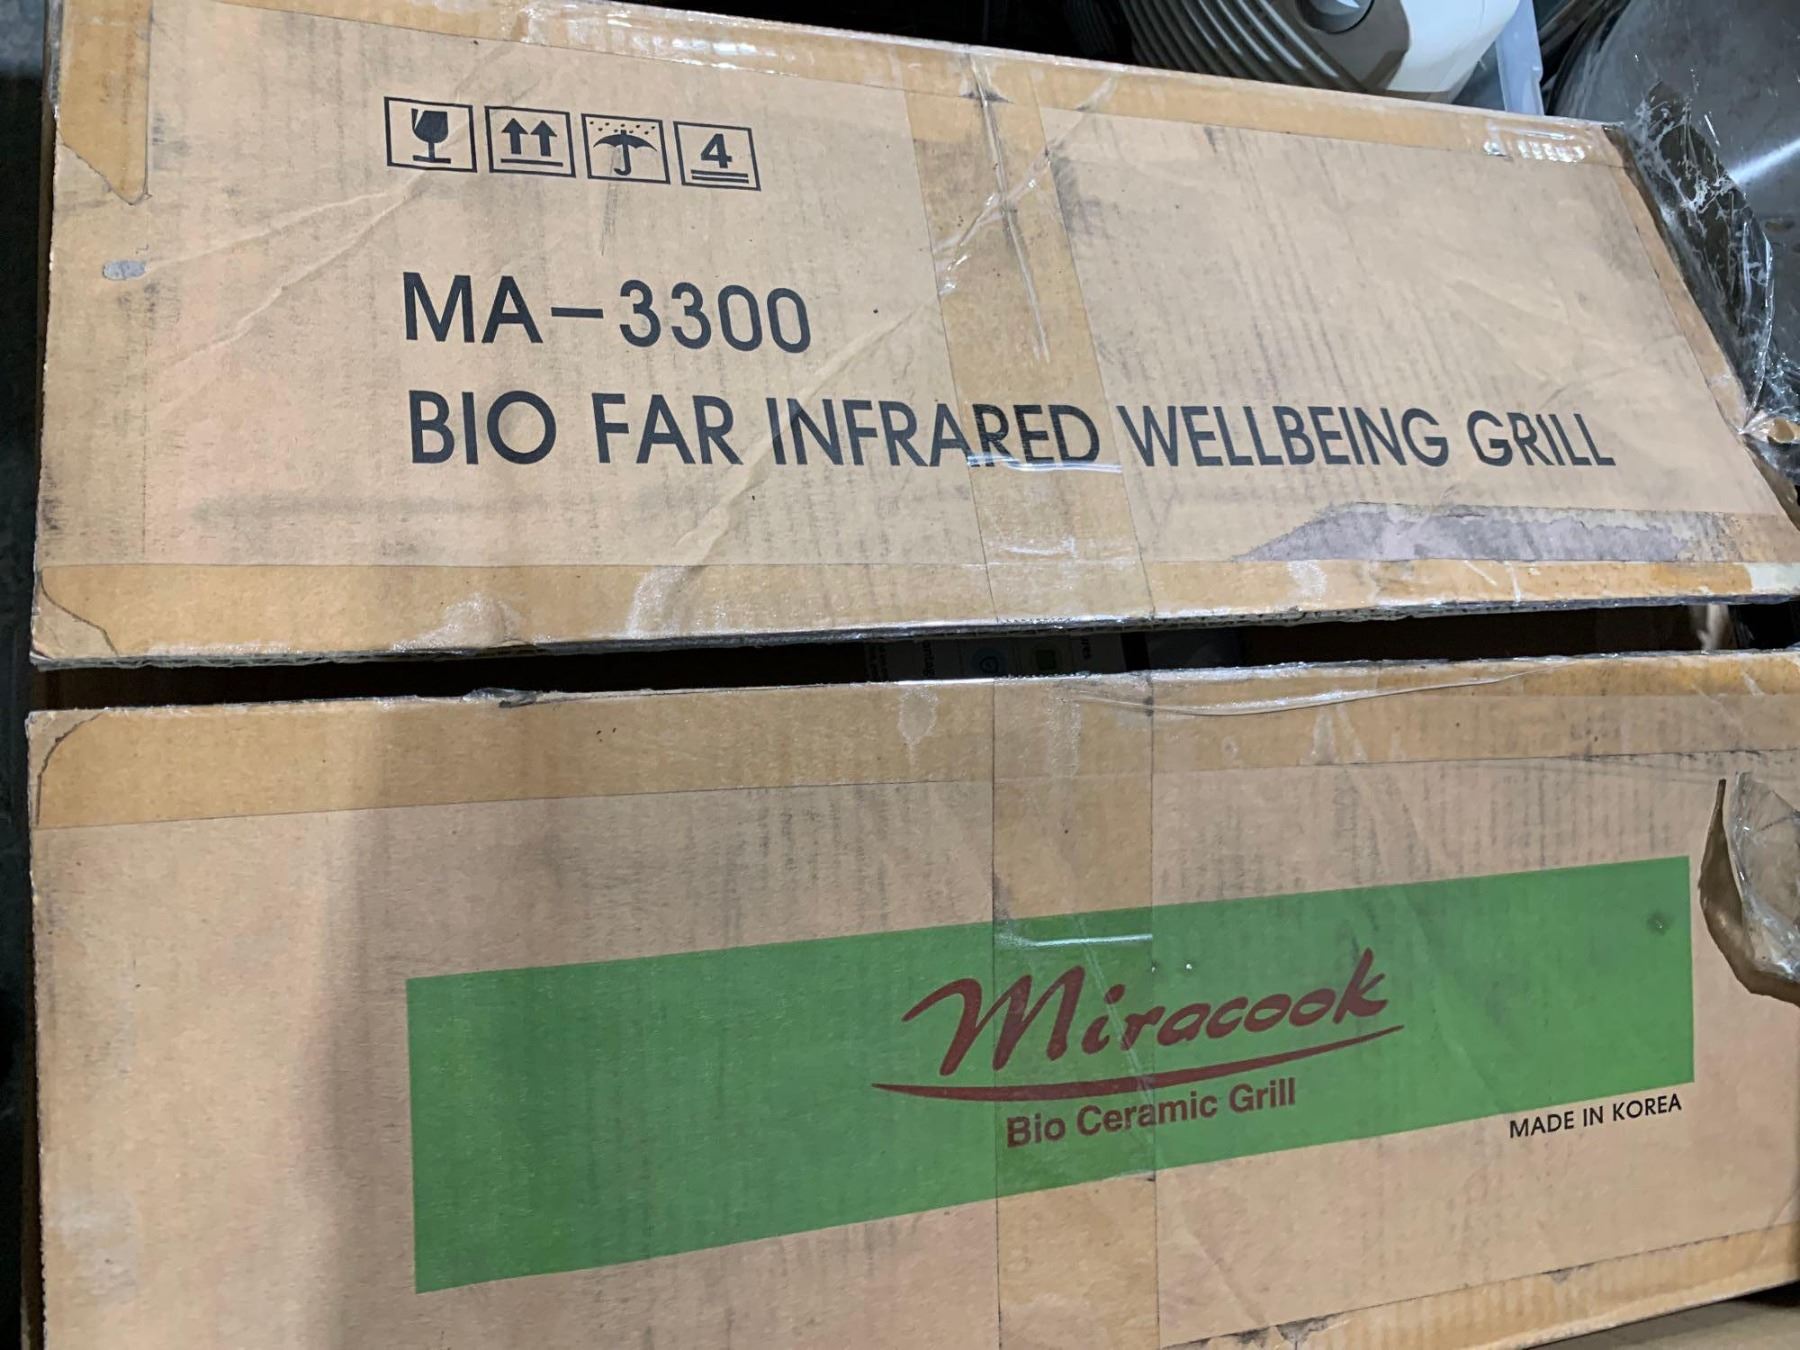 4
MA-3300
BIO FAR INFRARED WELLBEING GRILL
Miracook
Bio Ceramic Grill
MADE IN KOREA